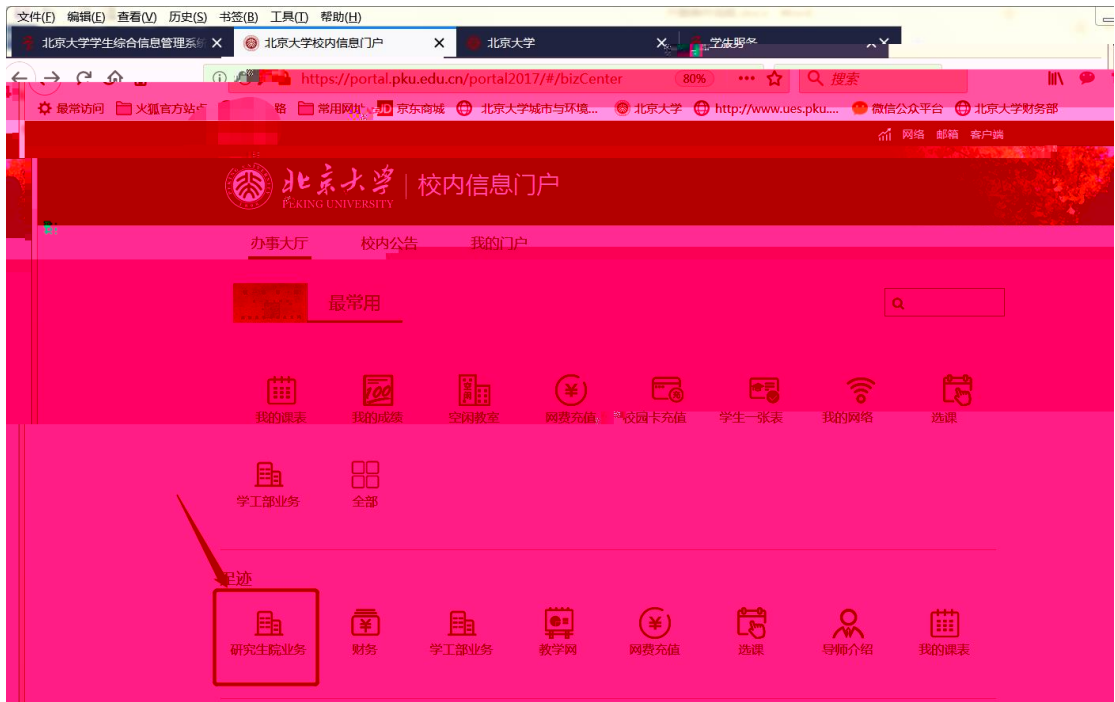 文件(F) 编辑(E) 查看(V) 历史(S) 书签(B) 工具(T) 帮助(H)
北京大学学生综合信息管理系统 北京大学校内信息门户 北京大学
https://portal.pku.edu.cn/portal2017/#/bizCenter 80% 搜索
最常访问 火狐官方站点 常用网址 JD 京东商城 北京大学城市与环境... 北京大学 http://www.ues.pku.... 微信公众平台 北京大学财务部
网络 邮箱 客户端
北京大学 校内信息门户
PEKING UNIVERSITY
办事大厅 校内公告 我的门户
最常用
100
我的课表 我的成绩 空闲教室 网费充值 校园卡充值 学生一张表 我的网络 选课
学工部业务 全部
足迹
研究生院业务 财务 学工部业务 教学网 网费充值 选课 导师介绍 我的课表